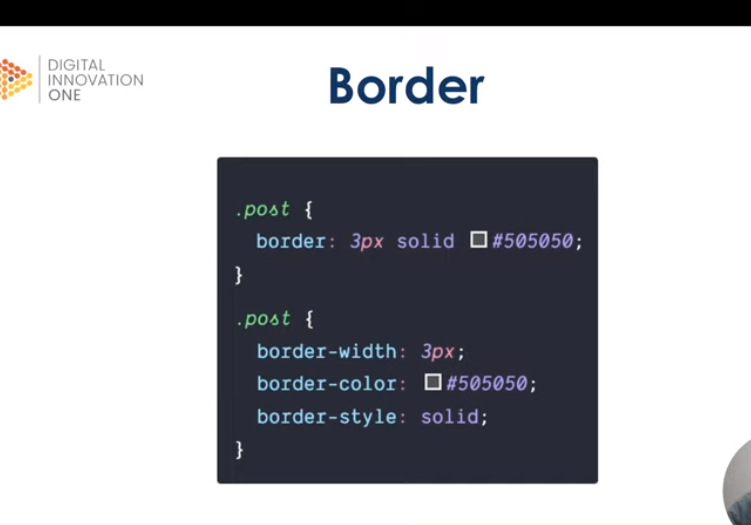 DIGITAL
INNOVATION
ONE
Border
.post {
border: 3px solid #505050;
}
.post {
border-width: 3px;
border-color: #505050;
border-style: solid;
}